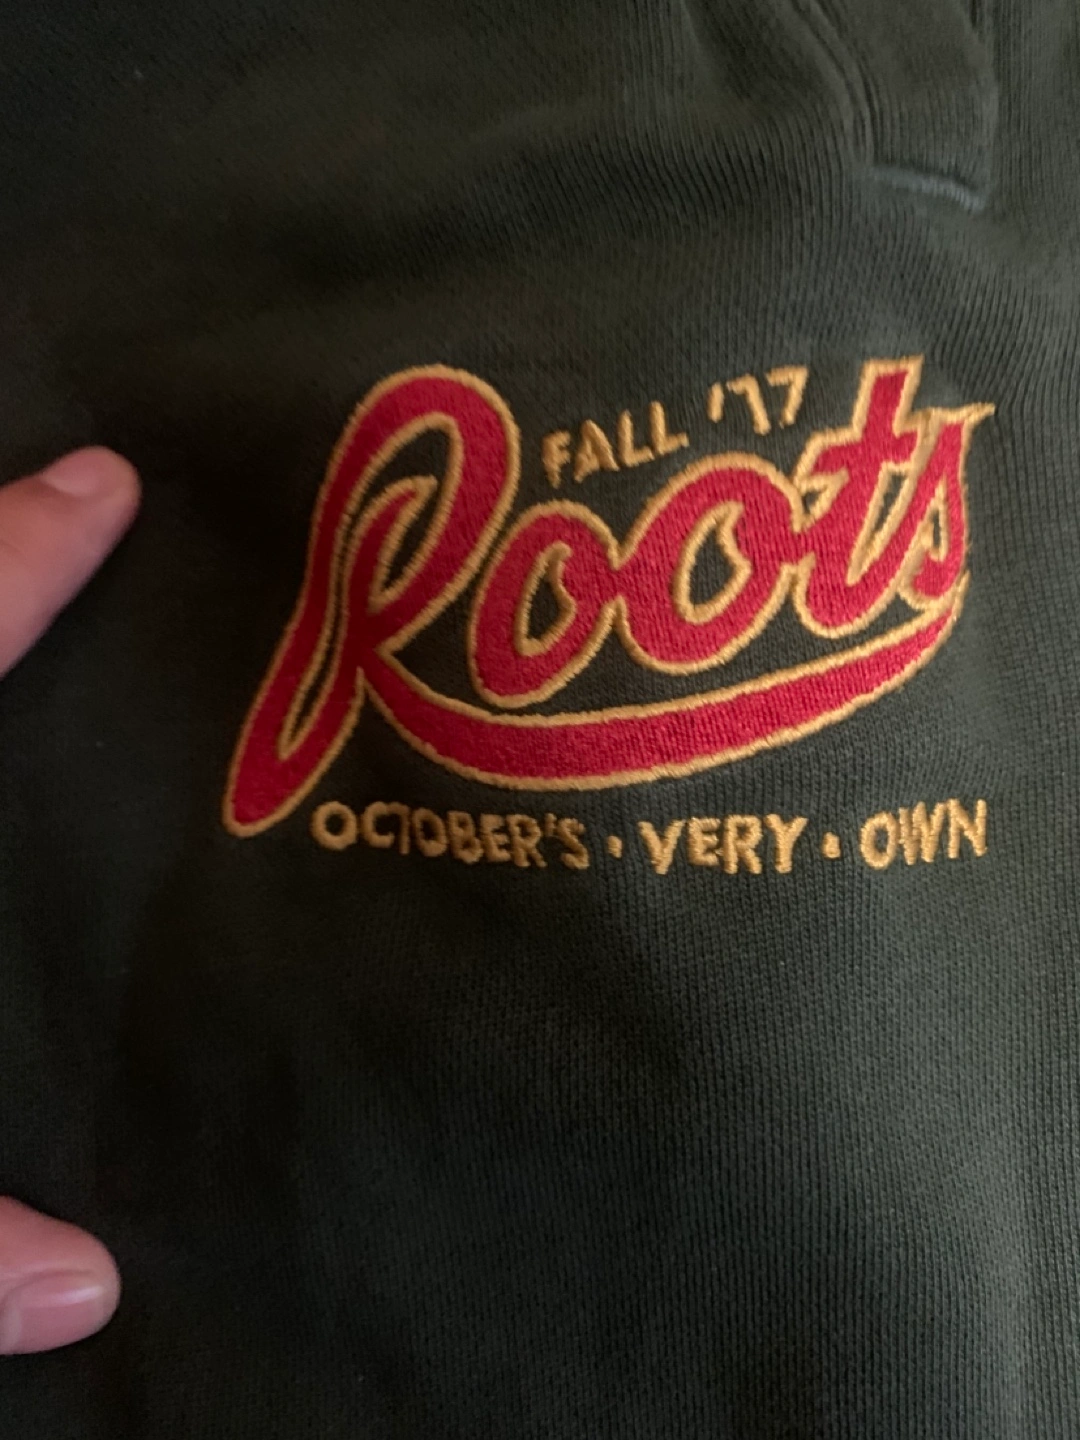 FALL '17
Roots
OCTOBER'S · VERY · OWN